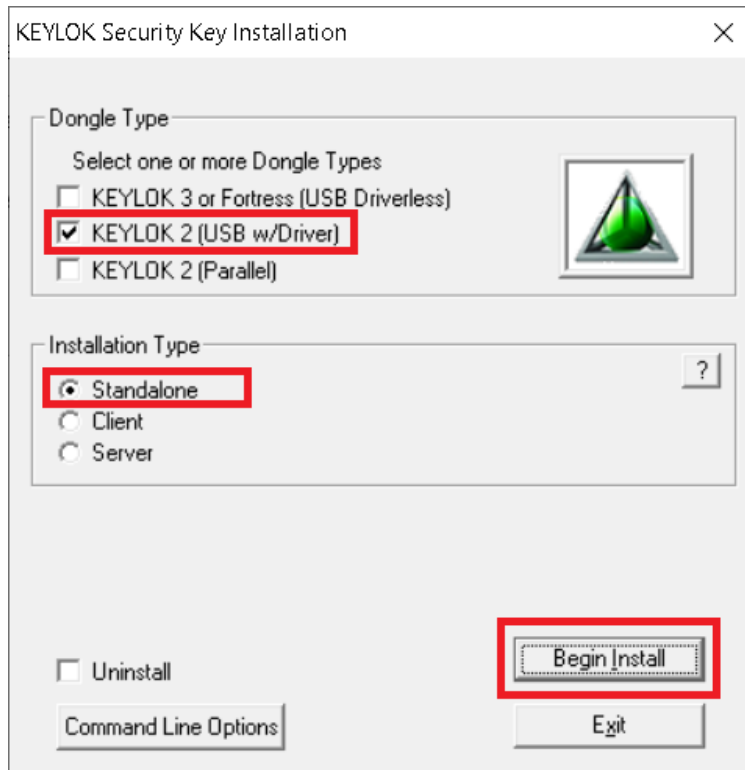 KEYLOK Security Key Installation
Dongle Type
Select one or more Dongle Types
KEYLOK 3 or Fortress (USB Driverless)
KEYLOK 2 (USB w/Driver)
KEYLOK 2 (Parallel)
Installation Type
?
Standalone
Client
Server
Uninstall
Begin Install
Command Line Options
Exit